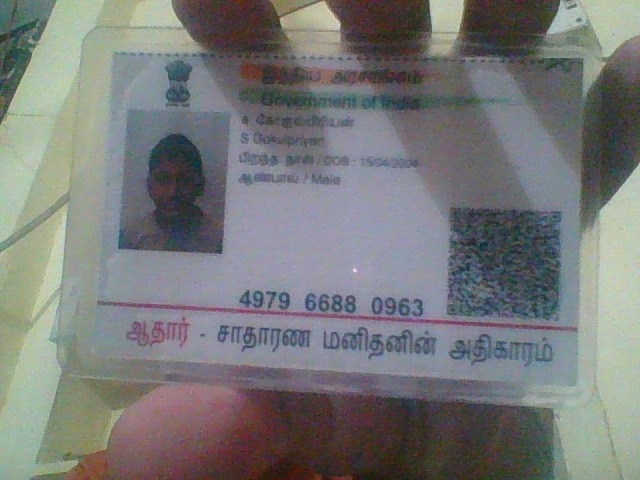 இந்திய அரசாங்கம்
Government of India
ச கோகுலபிரியன்
S Gokulpriyan
பிறந்த நாள் / DOB : 15/04/2004
ஆண்பால் / Male
4979 6688 0963
ஆதார் - சாதாரண மனிதனின் அதிகாரம்